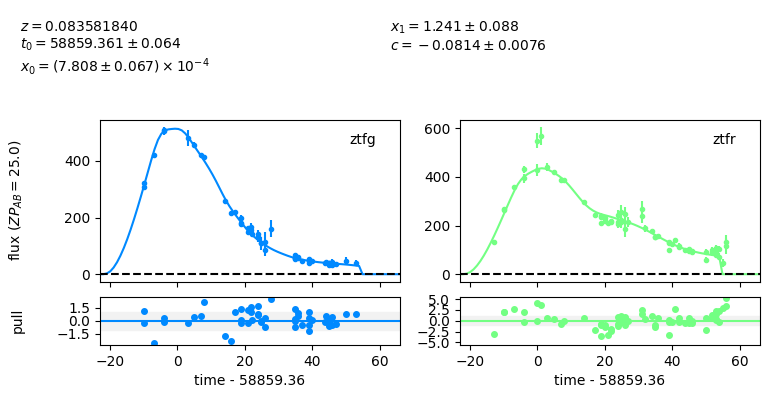 z = 0.083581840
t₀ = 58859.361 ± 0.064
x₀ = (7.808 ± 0.067) × 10⁻⁴
x₁ = 1.241 ± 0.088
c = −0.0814 ± 0.0076
flux (ZP_AB = 25.0)
400
200
0
ztfg
600
400
200
0
ztfr
pull
1.5
0.0
−1.5
−20 0 20 40 60
time - 58859.36
5.0
2.5
0.0
−2.5
−5.0
−20 0 20 40 60
time - 58859.36